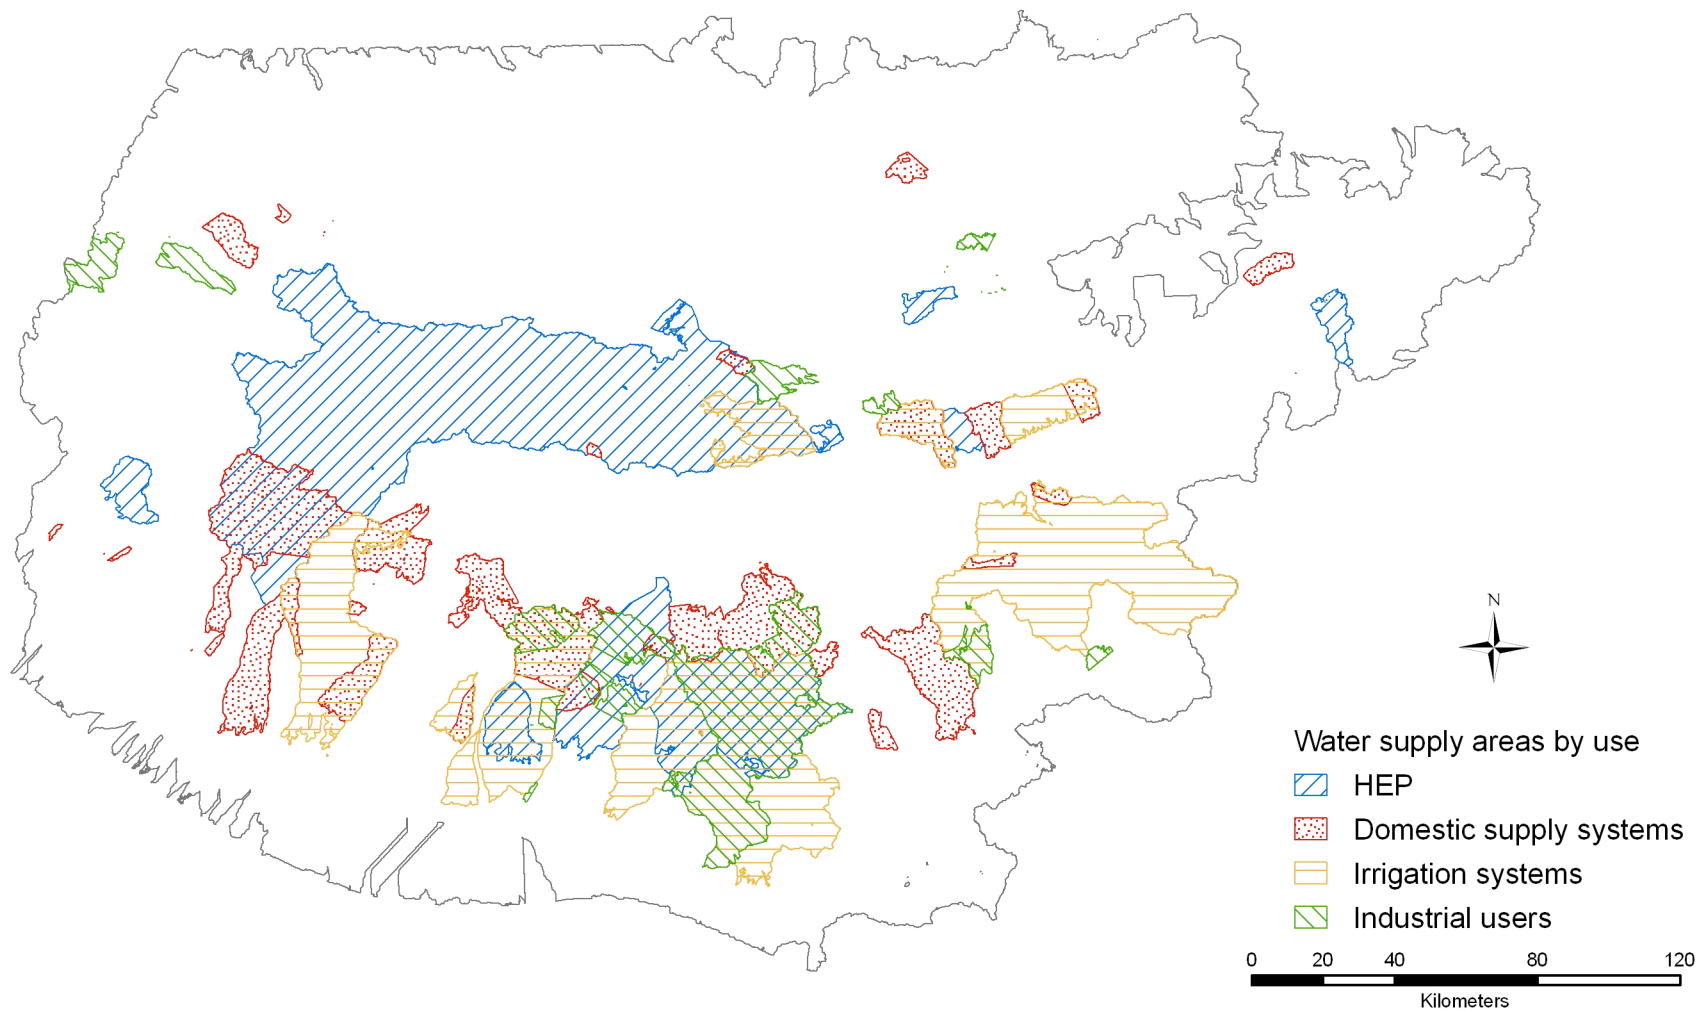 N
Water supply areas by use
HEP
Domestic supply systems
Irrigation systems
Industrial users
0 20 40 80 120
Kilometers